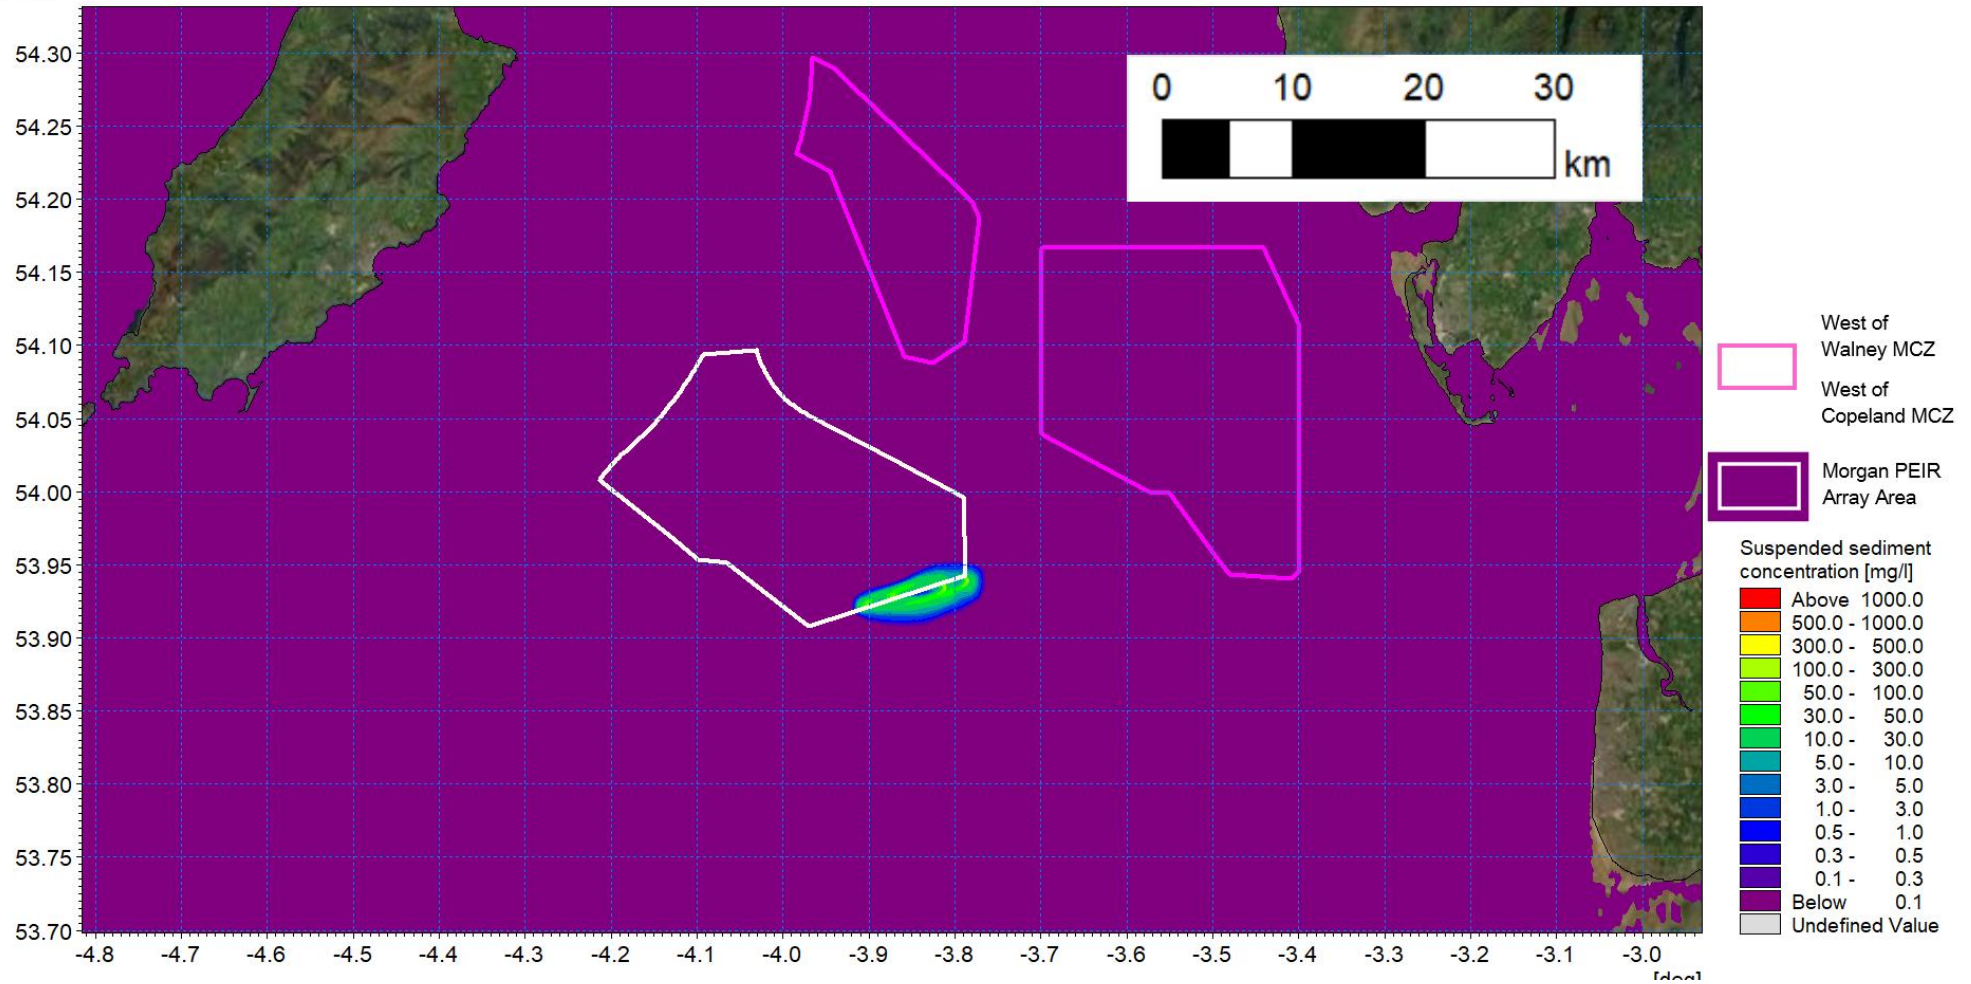 54.30
54.25
54.20
54.15
54.10
54.05
54.00
53.95
53.90
53.85
53.80
53.75
53.70
-4.8 -4.7 -4.6 -4.5 -4.4 -4.3 -4.2 -4.1 -4.0 -3.9 -3.8 -3.7 -3.6 -3.5 -3.4 -3.3 -3.2 -3.1 -3.0
[deg]
0 10 20 30
km
West of
Walney MCZ
West of
Copeland MCZ
Morgan PEIR
Array Area
Suspended sediment
concentration [mg/l]
Above 1000.0
500.0 - 1000.0
300.0 - 500.0
100.0 - 300.0
50.0 - 100.0
30.0 - 50.0
10.0 - 30.0
5.0 - 10.0
3.0 - 5.0
1.0 - 3.0
0.5 - 1.0
0.3 - 0.5
0.1 - 0.3
Below 0.1
Undefined Value